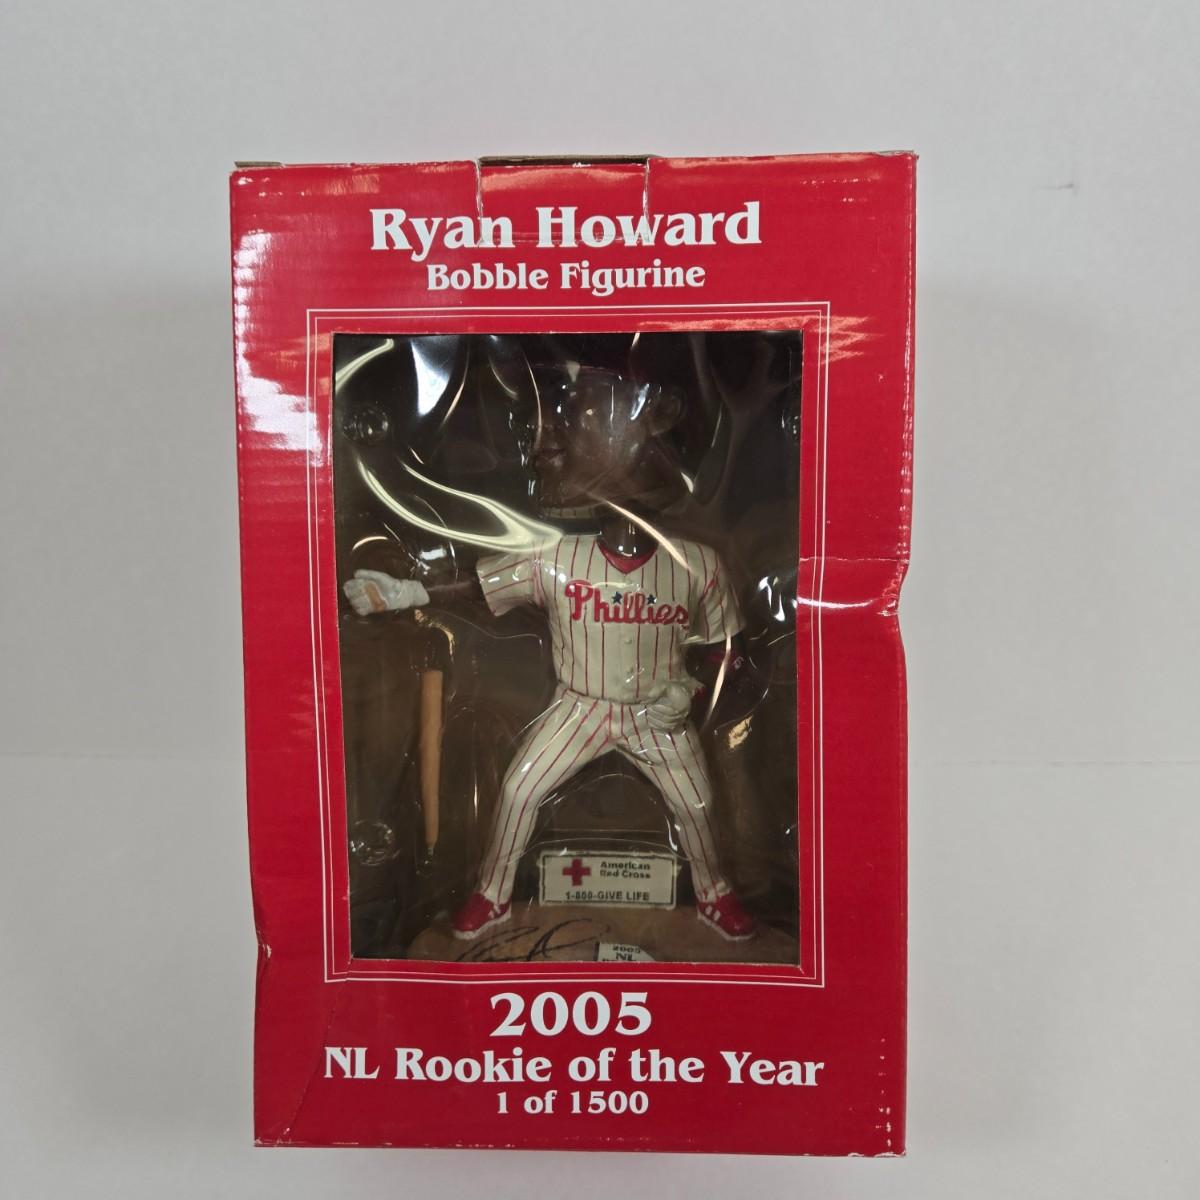 Ryan Howard
Bobble Figurine
Phillies
American
Red Cross
1-800-GIVE LIFE
2005
NL
2005
NL Rookie of the Year
1 of 1500